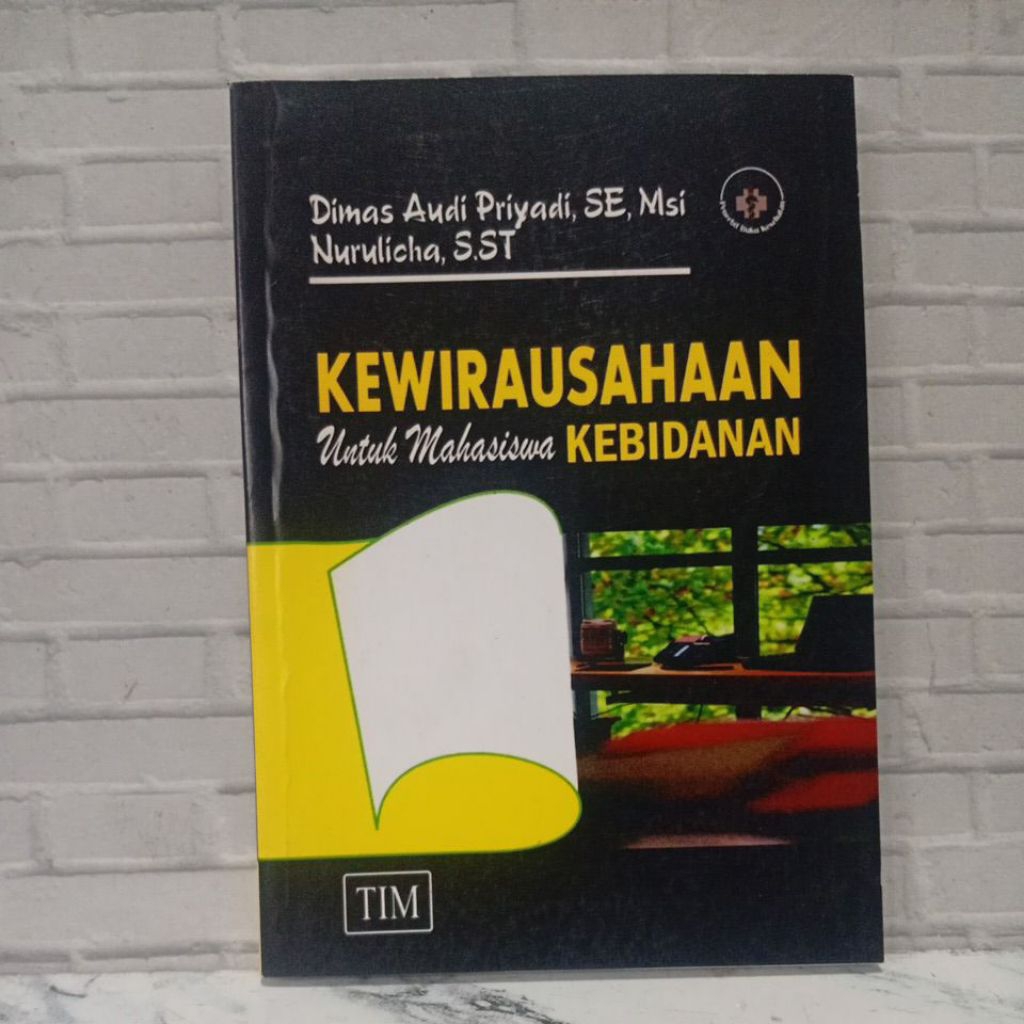 Dimas Audi Priyadi, SE, Msi
Nurulicha, S.ST
KEWIRAUSAHAAN
Untuk Mahasiswa KEBIDANAN
TIM